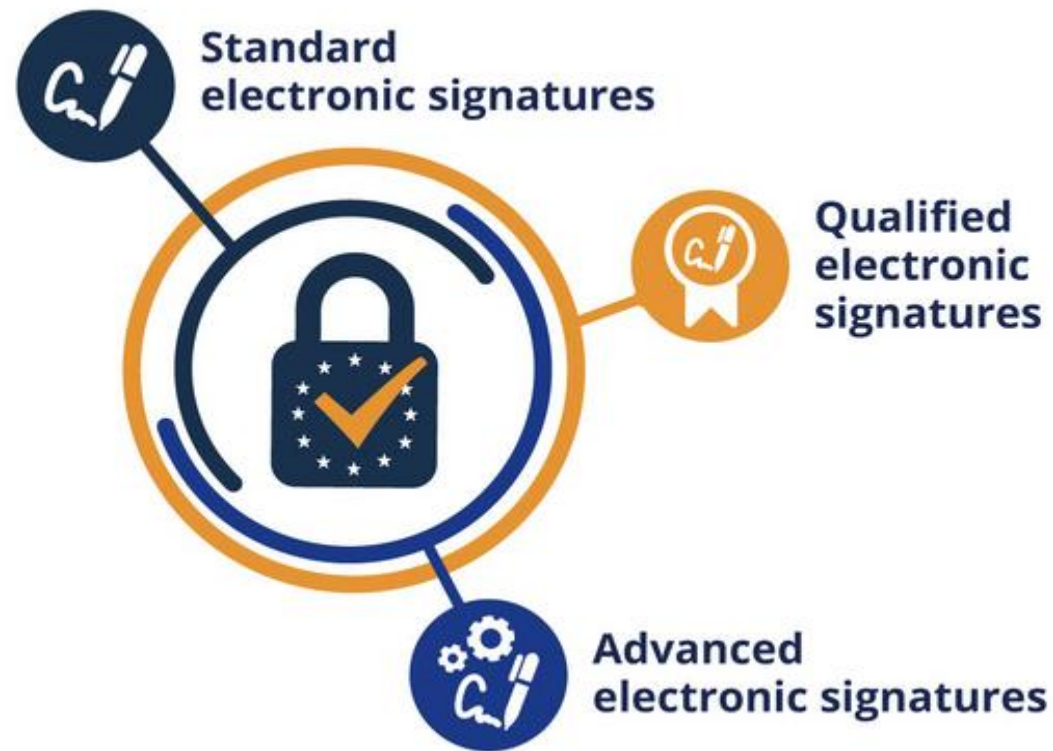 Standard
electronic signatures
Qualified
electronic
signatures
Advanced
electronic signatures